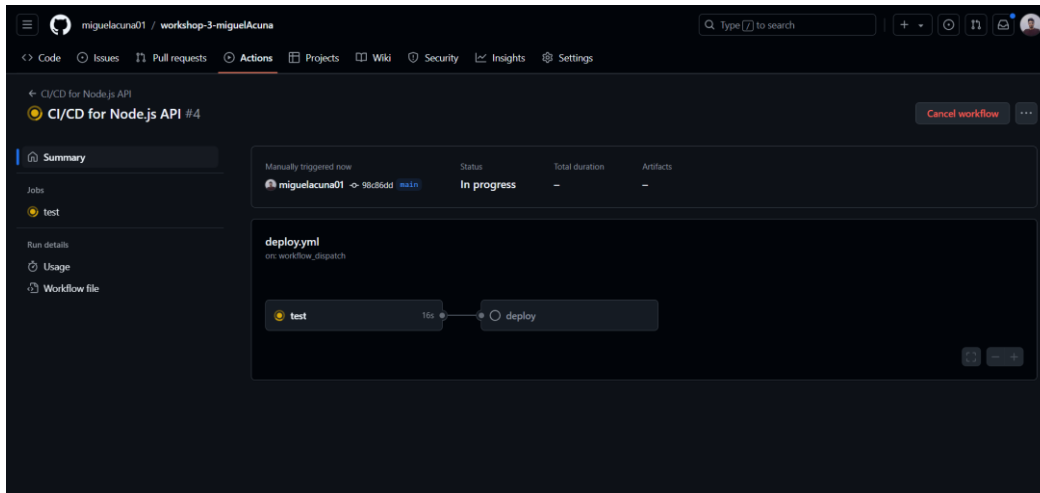 miguelacuna01 / workshop-3-miguelAcuna
Type / to search
Code Issues Pull requests Actions Projects Wiki Security Insights Settings
← CI/CD for Node.js API
CI/CD for Node.js API #4
Cancel workflow
Summary
Jobs
test
Run details
Usage
Workflow file
Manually triggered now
miguelacuna01 98c86dd main
Status
In progress
Total duration
–
Artifacts
–
deploy.yml
on: workflow_dispatch
test 16s
deploy